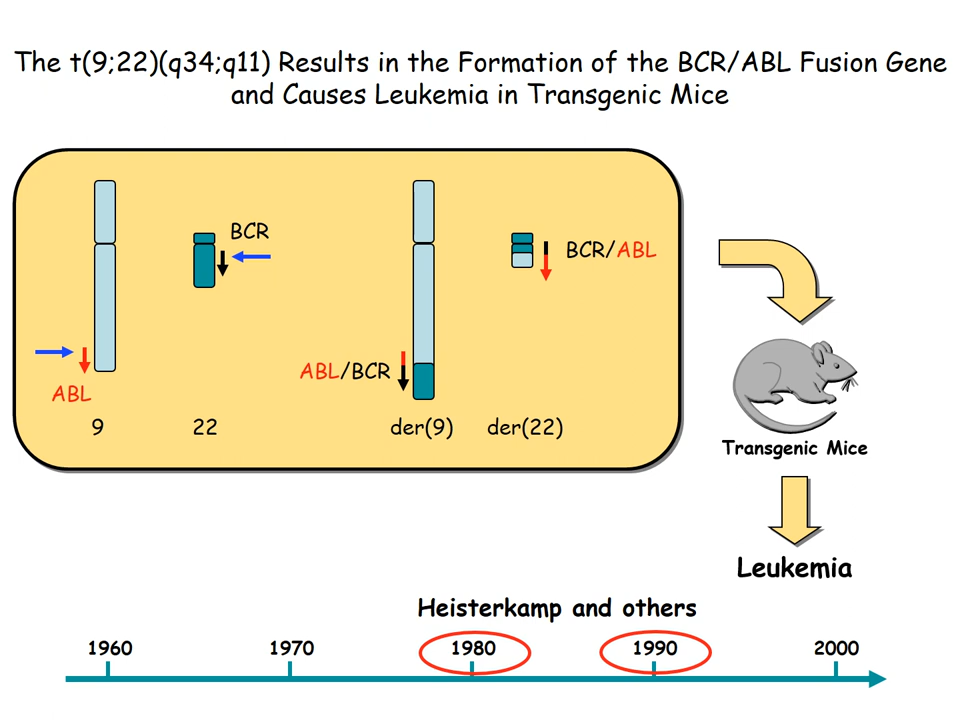 The t(9;22)(q34;q11) Results in the Formation of the BCR/ABL Fusion Gene
and Causes Leukemia in Transgenic Mice
BCR
BCR/ABL
ABL
ABL/BCR
9
22
der(9)
der(22)
Transgenic Mice
Leukemia
Heisterkamp and others
1960
1970
1980
1990
2000